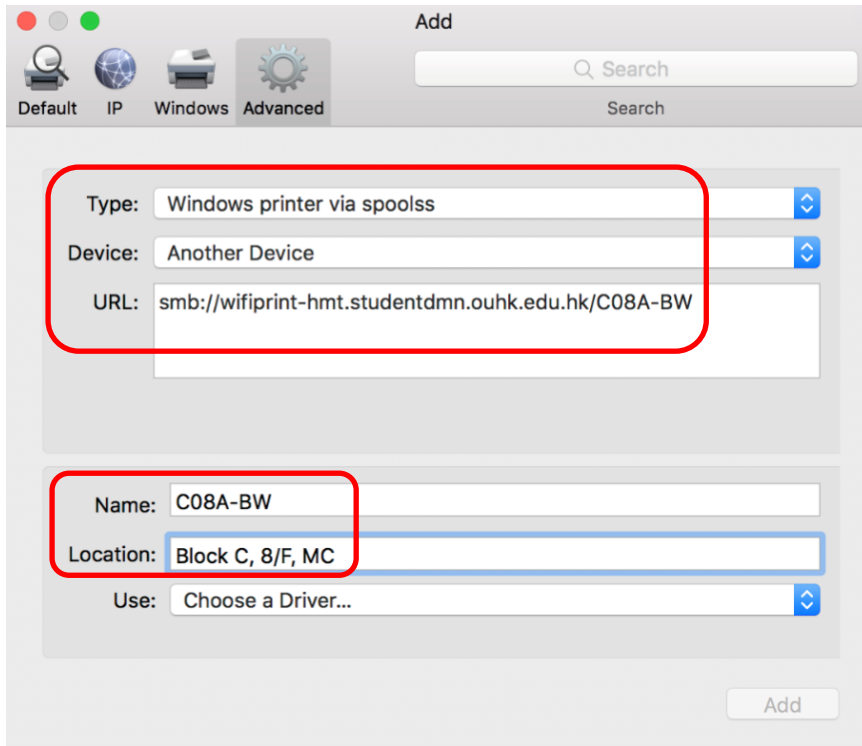 Add
Search
Default IP Windows Advanced Search
Type: Windows printer via spoolss
Device: Another Device
URL: smb://wifiprint-hmt.studentdmn.ouhk.edu.hk/C08A-BW
Name: C08A-BW
Location: Block C, 8/F, MC
Use: Choose a Driver...
Add